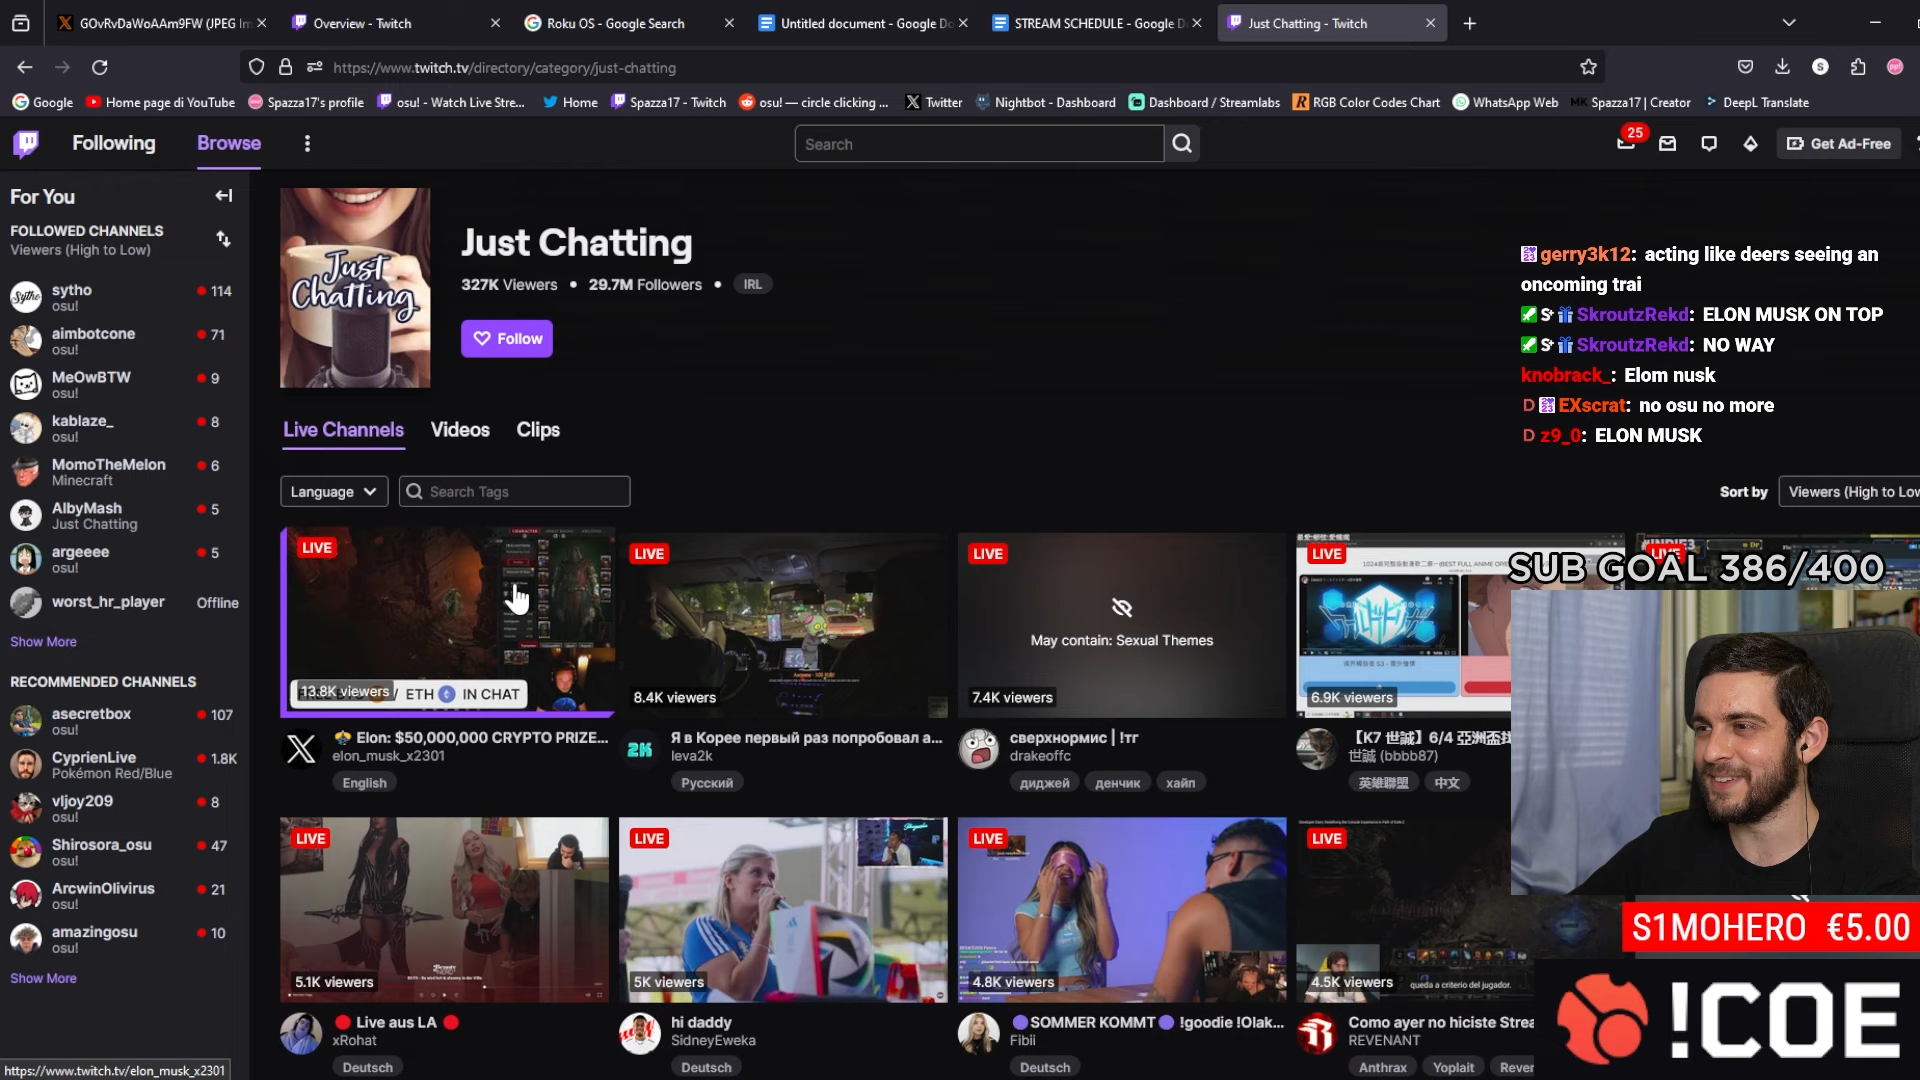 GOvRvDaWoAAm9FW (JPEG Im
Overview - Twitch
Roku OS - Google Search
Untitled document - Google Do
STREAM SCHEDULE - Google D
Just Chatting - Twitch
https://www.twitch.tv/directory/category/just-chatting
Google
Home page di YouTube
Spazza17's profile
osu! - Watch Live Stre...
Home
Spazza17 - Twitch
osu! — circle clicking ...
Twitter
Nightbot - Dashboard
Dashboard / Streamlabs
RGB Color Codes Chart
WhatsApp Web
Spazza17 | Creator
DeepL Translate
Following
Browse
Search
25
Get Ad-Free
For You
FOLLOWED CHANNELS
Viewers (High to Low)
sytho 114
osu!
aimbotcone 71
osu!
MeOwBTW 9
osu!
kablaze_ 8
osu!
MomoTheMelon 6
Minecraft
AlbyMash 5
Just Chatting
argeeee 5
osu!
worst_hr_player Offline
Show More
RECOMMENDED CHANNELS
asecretbox 107
osu!
CyprienLive 1.8K
Pokémon Red/Blue
vljoy209 8
osu!
Shirosora_osu 47
osu!
ArcwinOlivirus 21
osu!
amazingosu 10
osu!
Show More
https://www.twitch.tv/elon_musk_x2301
Just Chatting
Just Chatting
327K Viewers • 29.7M Followers • IRL
Follow
Live Channels
Videos
Clips
Language
Search Tags
Sort by
Viewers (High to Low
LIVE
13.8K viewers
/ ETH IN CHAT
Elon: $50,000,000 CRYPTO PRIZE...
elon_musk_x2301
English
LIVE
8.4K viewers
2K
Я в Корее первый раз попробовал а...
leva2k
Русский
LIVE
May contain: Sexual Themes
7.4K viewers
сверхнормис | !тг
drakeoffc
диджей
денчик
хайп
LIVE
6.9K viewers
【K7 世誠】6/4 亞洲盃
世誠 (bbbb87)
英雄聯盟
中文
LIVE
LIVE
5.1K viewers
Live aus LA
xRohat
Deutsch
LIVE
5K viewers
hi daddy
SidneyEweka
Deutsch
LIVE
4.8K viewers
SOMMER KOMMT !goodie !Olak...
Fibii
Deutsch
LIVE
queda a criterio del jugador.
4.5K viewers
Como ayer no hiciste Strea
REVENANT
Anthrax
Yoplait
Rever
gerry3k12: acting like deers seeing an
oncoming trai
SkroutzRekd: ELON MUSK ON TOP
SkroutzRekd: NO WAY
knobrack_: Elom nusk
EXscrat: no osu no more
z9_0: ELON MUSK
SUB GOAL 386/400
S1MOHERO €5.00
!COE